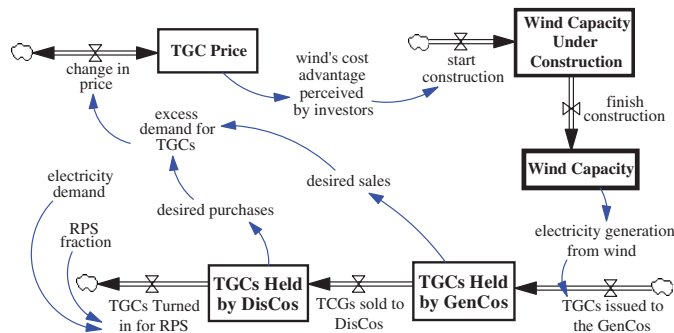 TGC Price
change in
price
wind's cost
advantage
perceived
by investors
start
construction
Wind Capacity
Under
Construction
finish
construction
excess
demand for
TGCs
Wind Capacity
electricity
demand
desired sales
desired purchases
RPS
fraction
electricity generation
from wind
TGCs Held
by DisCos
TGCs Held
by GenCos
TGCs Turned
in for RPS
TCGs sold to
DisCos
TGCs issued to
the GenCos